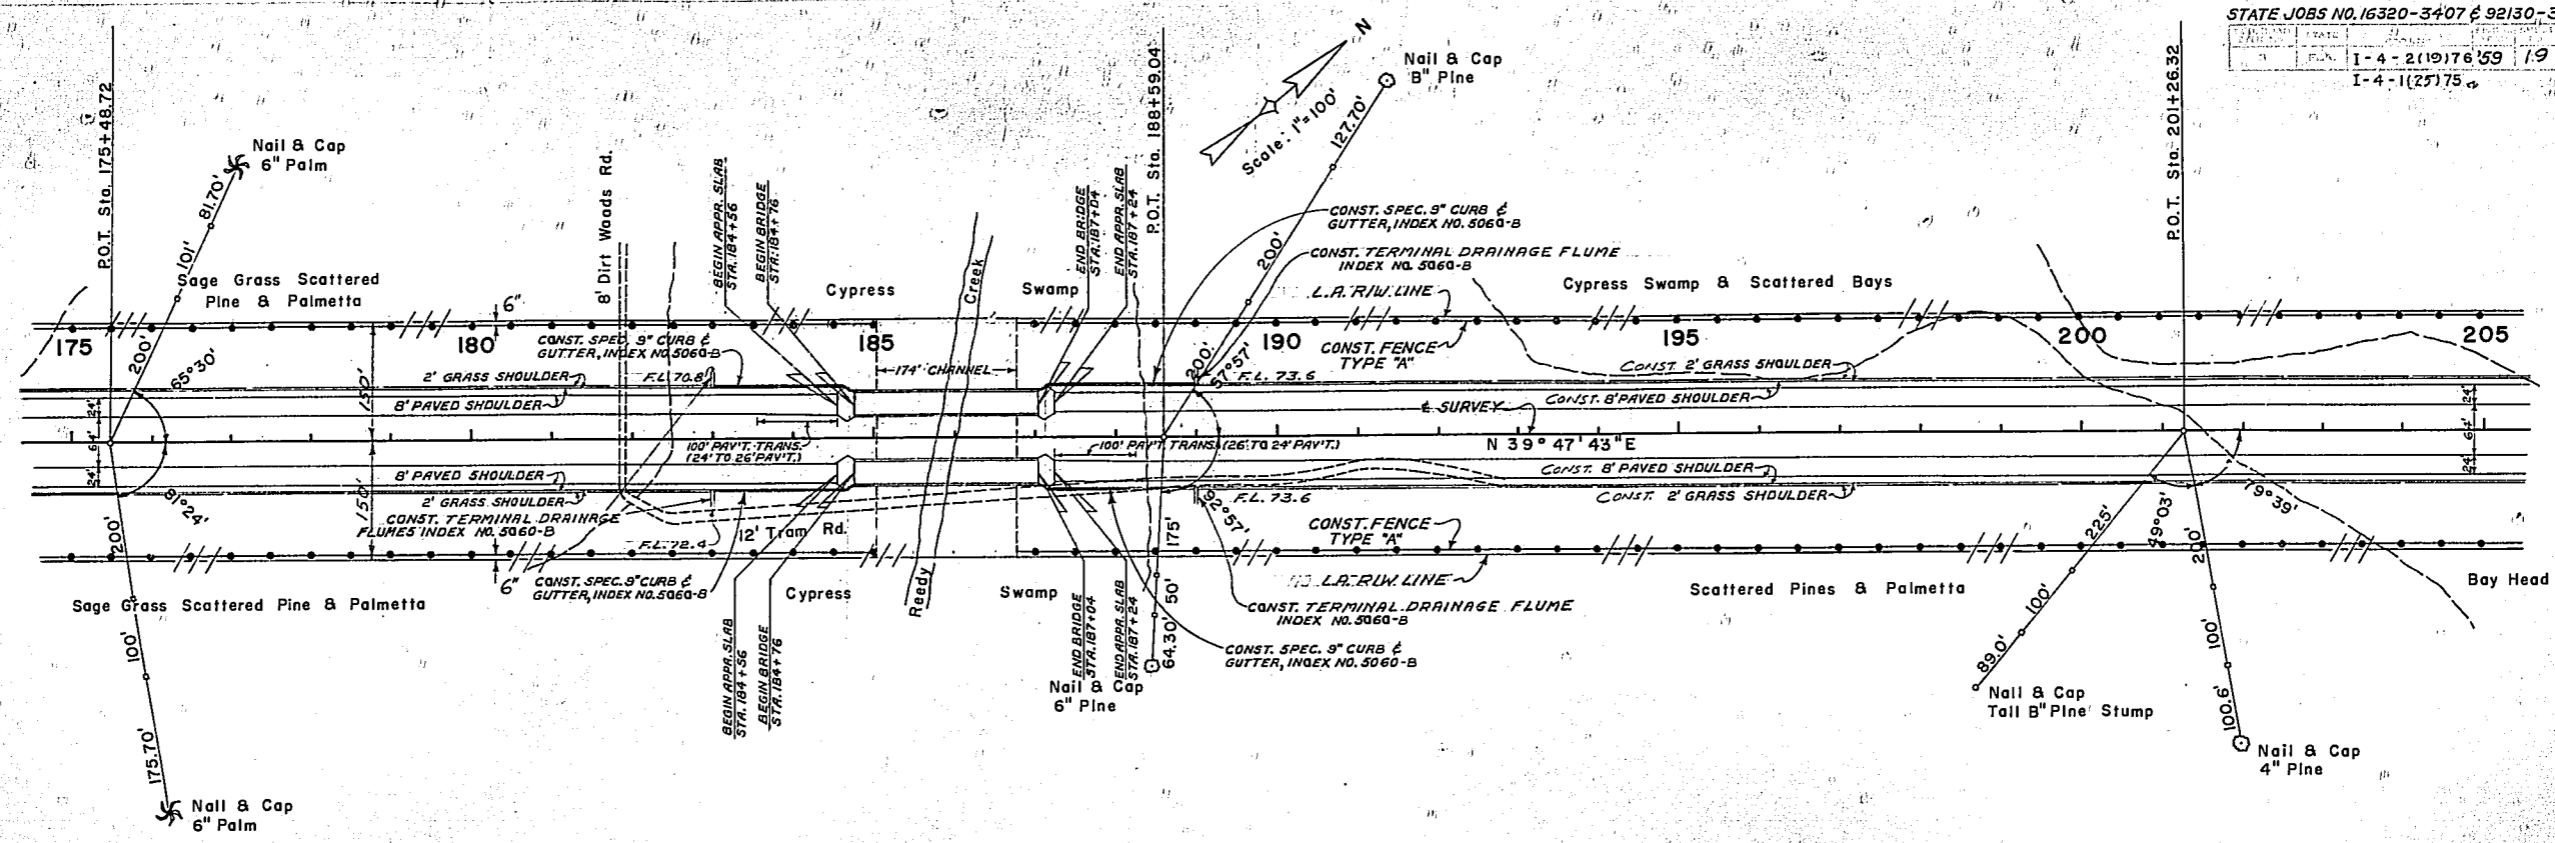 STATE JOBS NO. 16320-3407 & 92130-3
I-4-2(19)76 '59 19
I-4-1(25)75
P.O.T. Sta. 175+48.72
Nail & Cap
6" Palm
81.70'
101'
200'
65°30'
Sage Grass Scattered
Pine & Palmetta
8' Dirt Woods Rd.
BEGIN APPR. SLAB
STA. 184+56
BEGIN BRIDGE
STA. 184+76
Cypress
Creek
Swamp
END BRIDGE
STA. 187+04
END APPR. SLAB
STA. 187+24
P.O.T. Sta. 188+59.04
N
Scale: 1"=100'
Nail & Cap
8" Pine
127.70'
200'
200'
57°57'
CONST. SPEC. 9" CURB &
GUTTER, INDEX NO. 5060-B
CONST. TERMINAL DRAINAGE FLUME
INDEX NO. 5060-B
L.A. R/W. LINE
Cypress Swamp & Scattered Bays
P.O.T. Sta. 201+26.32
175
180
185
190
195
200
205
6"
CONST. SPEC. 9" CURB &
GUTTER, INDEX NO. 5060-B
CONST. FENCE
TYPE "A"
2' GRASS SHOULDER
F.L. 70.8
174' CHANNEL
F.L. 73.6
CONST. 2' GRASS SHOULDER
8' PAVED SHOULDER
150'
CONST. 8' PAVED SHOULDER
℄ SURVEY
24'
64'
24'
24'
64'
24'
100' PAV'T. TRANS.
(24' TO 26' PAV'T.)
100' PAV'T. TRANS. (26' TO 24' PAV'T.)
N 39° 47' 43" E
8' PAVED SHOULDER
CONST. 8' PAVED SHOULDER
2' GRASS SHOULDER
150'
F.L. 73.6
CONST. 2' GRASS SHOULDER
81°24'
CONST. TERMINAL DRAINAGE
FLUMES INDEX NO. 5060-B
F.L. 72.4
12' Tram Rd.
CONST. FENCE
TYPE "A"
79°39'
49°03'
200'
6"
CONST. SPEC. 9" CURB &
GUTTER, INDEX NO. 5060-B
Cypress
Reedy
Swamp
175'
50'
64.30'
L.A. R/W. LINE
CONST. TERMINAL DRAINAGE FLUME
INDEX NO. 5060-B
CONST. SPEC. 9" CURB &
GUTTER, INDEX NO. 5060-B
Scattered Pines & Palmetta
Bay Head
Sage Grass Scattered Pine & Palmetta
BEGIN APPR. SLAB
STA. 184+56
BEGIN BRIDGE
STA. 184+76
END BRIDGE
STA. 187+04
END APPR. SLAB
STA. 187+24
Nail & Cap
6" Pine
225'
100'
89.0'
Nail & Cap
Tall 8" Pine Stump
200'
100'
100.6'
Nail & Cap
4" Pine
100'
175.70'
Nail & Cap
6" Palm